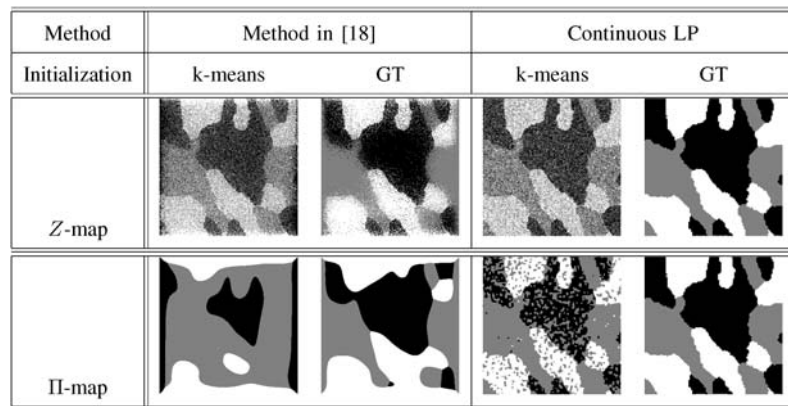 Method Method in [18] Continuous LP
Initialization k-means GT k-means GT
Z-map
Π-map